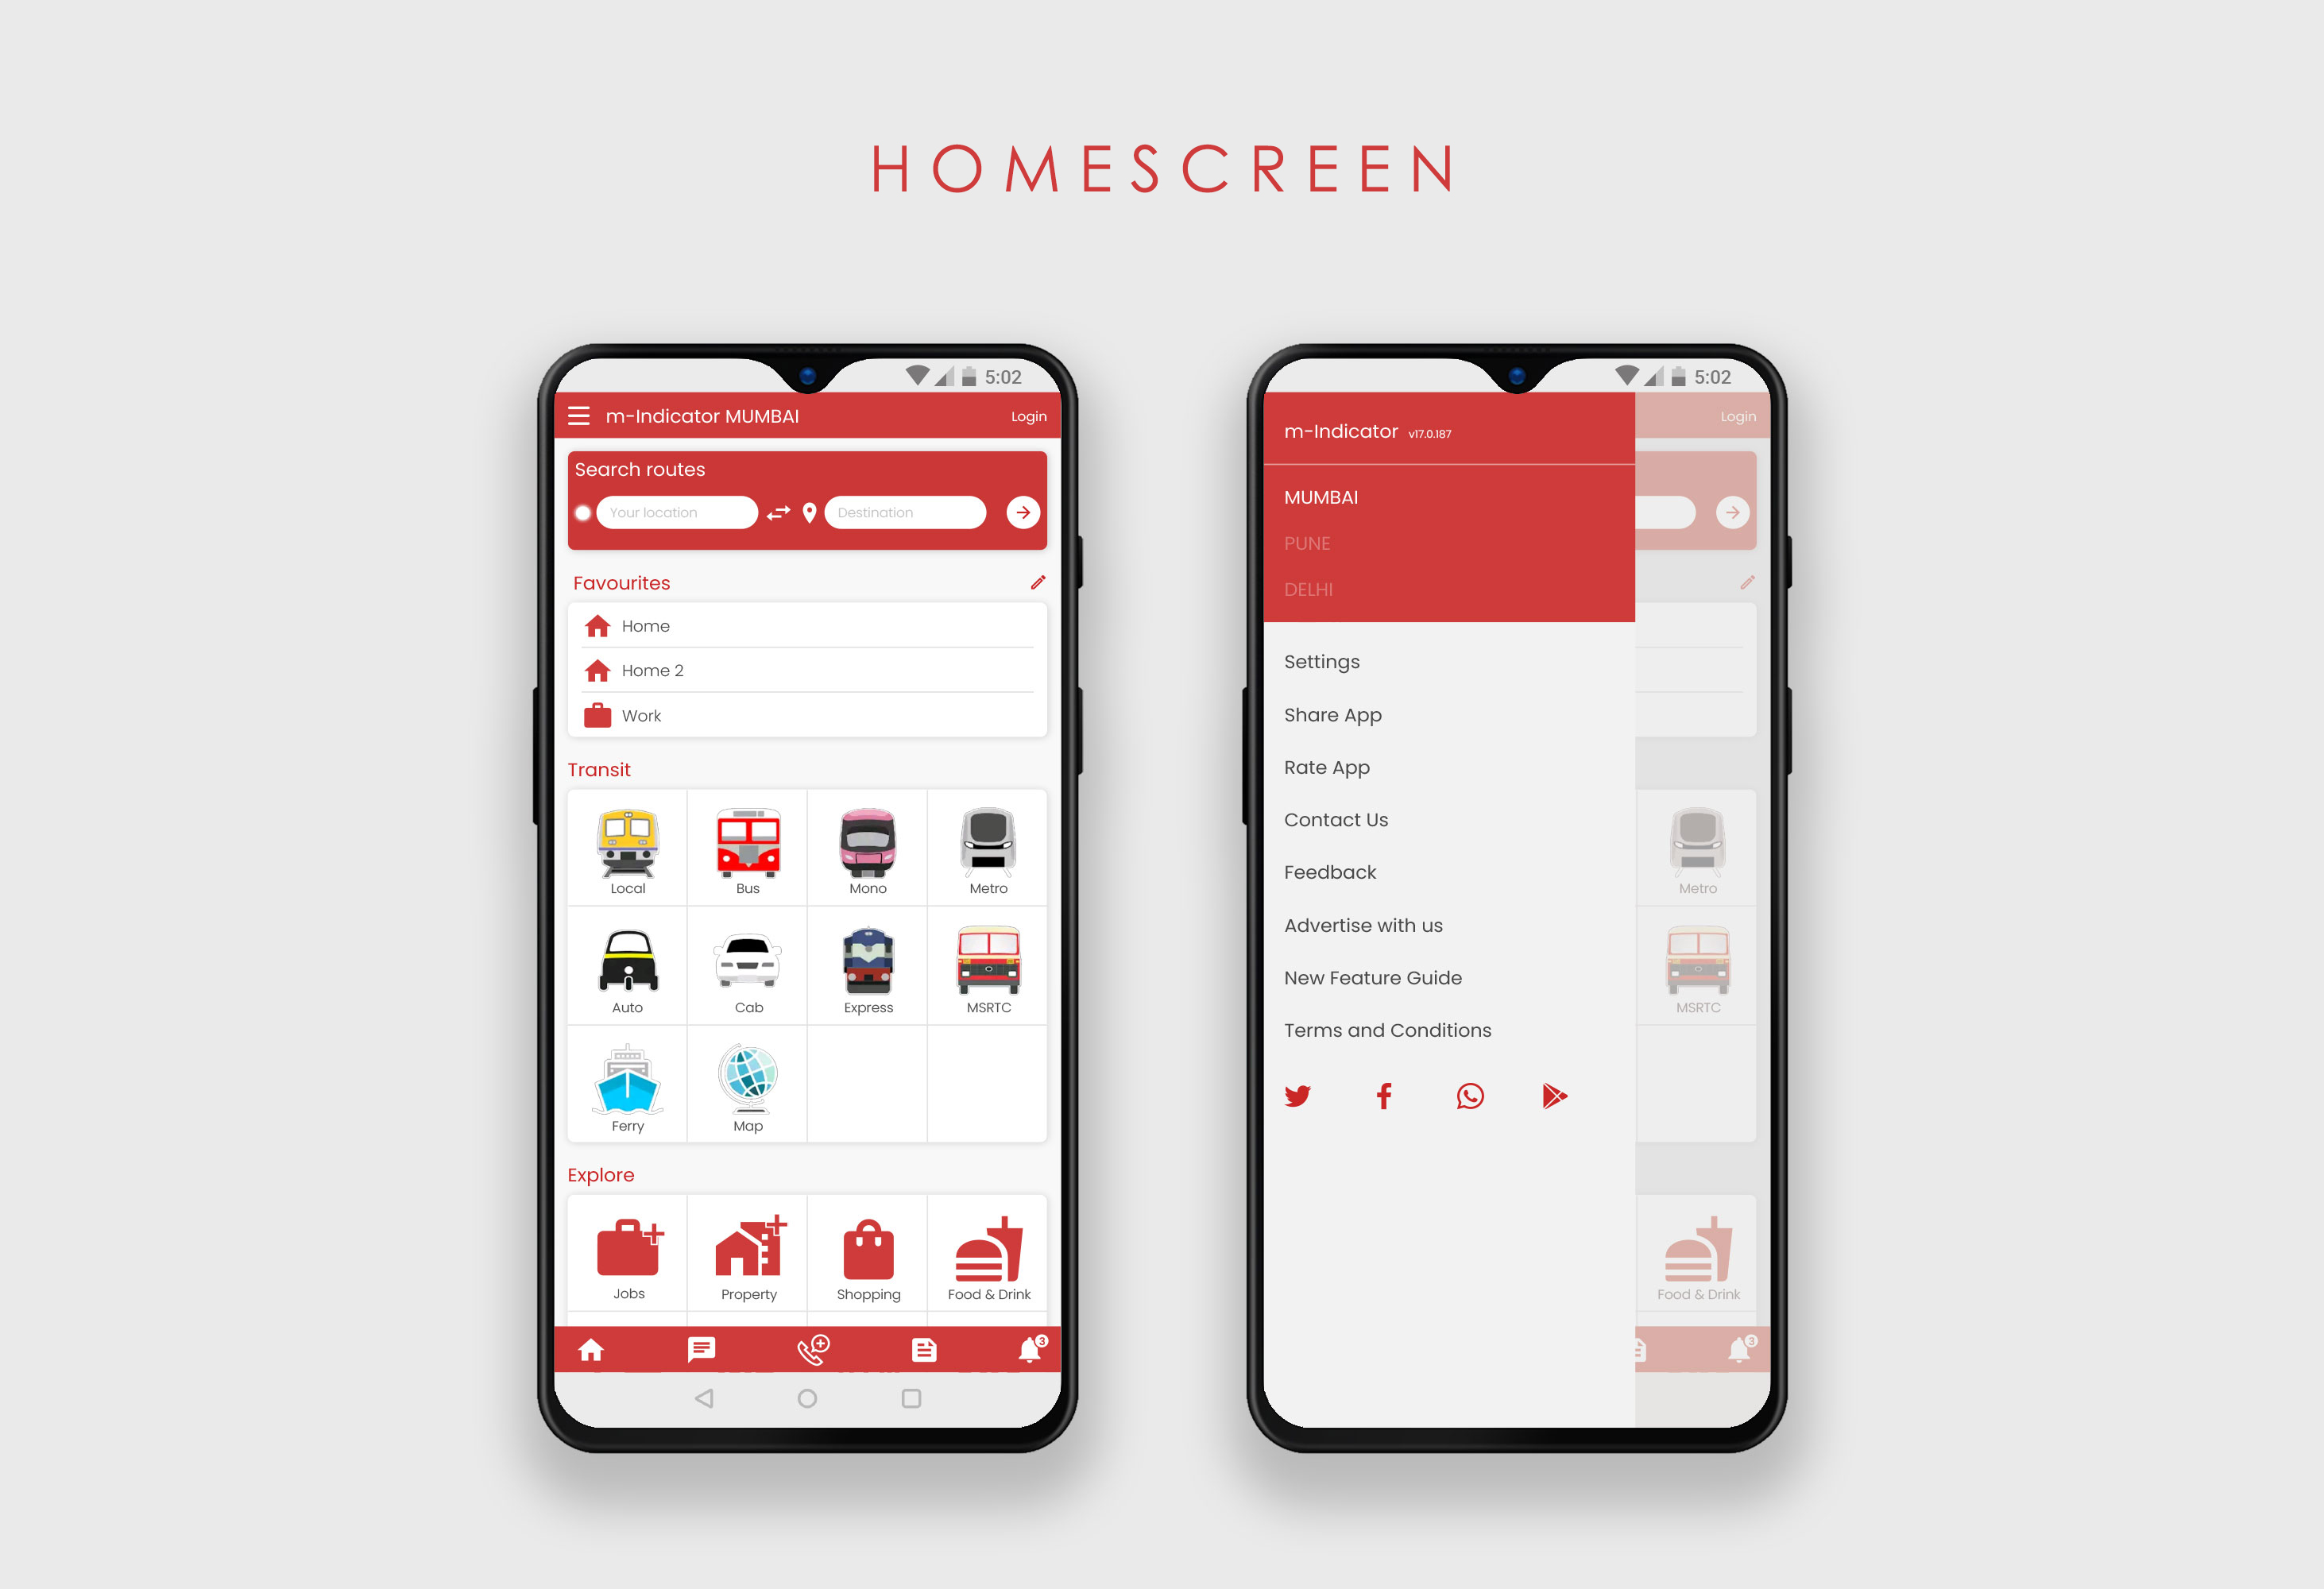 HOMESCREEN
5:02
m-Indicator MUMBAI
Login
Search routes
Your location
Destination
Favourites
Home
Home 2
Work
Transit
Local
Bus
Mono
Metro
Auto
Cab
Express
MSRTC
Ferry
Map
Explore
Jobs
Property
Shopping
Food & Drink
3
5:02
m-Indicator v17.0.187
Login
MUMBAI
PUNE
DELHI
Settings
Share App
Rate App
Contact Us
Feedback
Advertise with us
New Feature Guide
Terms and Conditions
Metro
MSRTC
Food & Drink
3